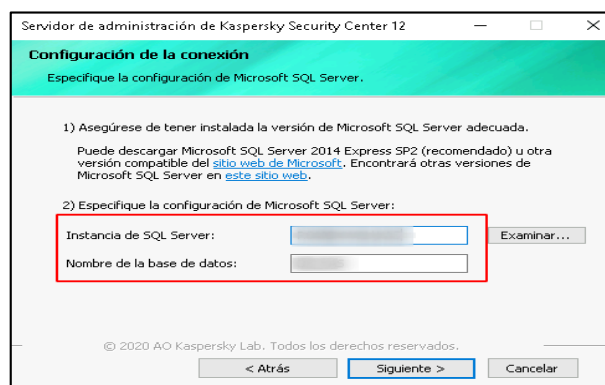 Servidor de administración de Kaspersky Security Center 12
Configuración de la conexión
Especifique la configuración de Microsoft SQL Server.
1) Asegúrese de tener instalada la versión de Microsoft SQL Server adecuada.
Puede descargar Microsoft SQL Server 2014 Express SP2 (recomendado) u otra
versión compatible del sitio web de Microsoft. Encontrará otras versiones de
Microsoft SQL Server en este sitio web.
2) Especifique la configuración de Microsoft SQL Server:
Instancia de SQL Server:
Examinar...
Nombre de la base de datos:
© 2020 AO Kaspersky Lab. Todos los derechos reservados.
< Atrás
Siguiente >
Cancelar